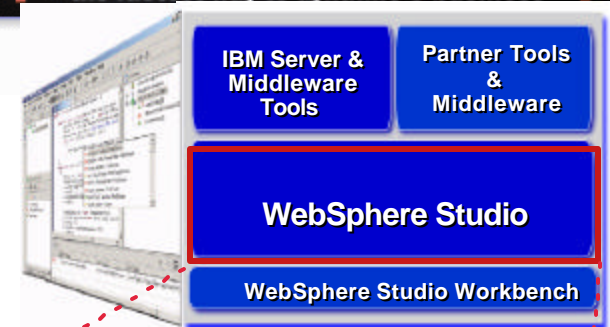 IBM Server &
Middleware
Tools
Partner Tools
&
Middleware
WebSphere Studio
WebSphere Studio Workbench